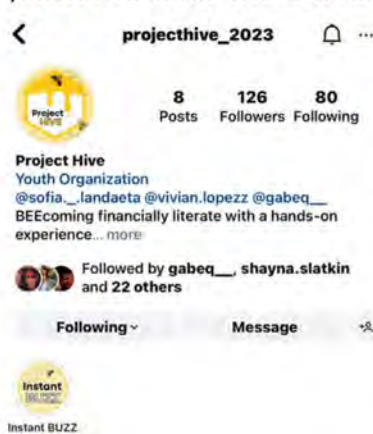 projecthive_2023
Project
HIVE
8 126 80
Posts Followers Following
Project Hive
Youth Organization
@sofia._.landaeta @vivian.lopezz @gabeq__
BEEcoming financially literate with a hands-on
experience... more
Followed by gabeq__, shayna.slatkin
and 22 others
Following Message
Instant
BUZZ
Instant BUZZ